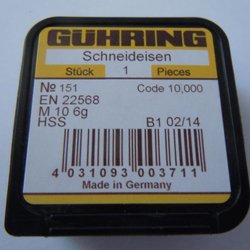 GÜHRING
Schneideisen
Stück 1 Pieces
№ 151 Code 10,000
EN 22568
M 10 6g
HSS B1 02/14
4 031093 003711
Made in Germany